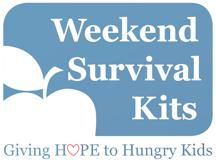 Weekend
Survival
Kits
Giving HOPE to Hungry Kids